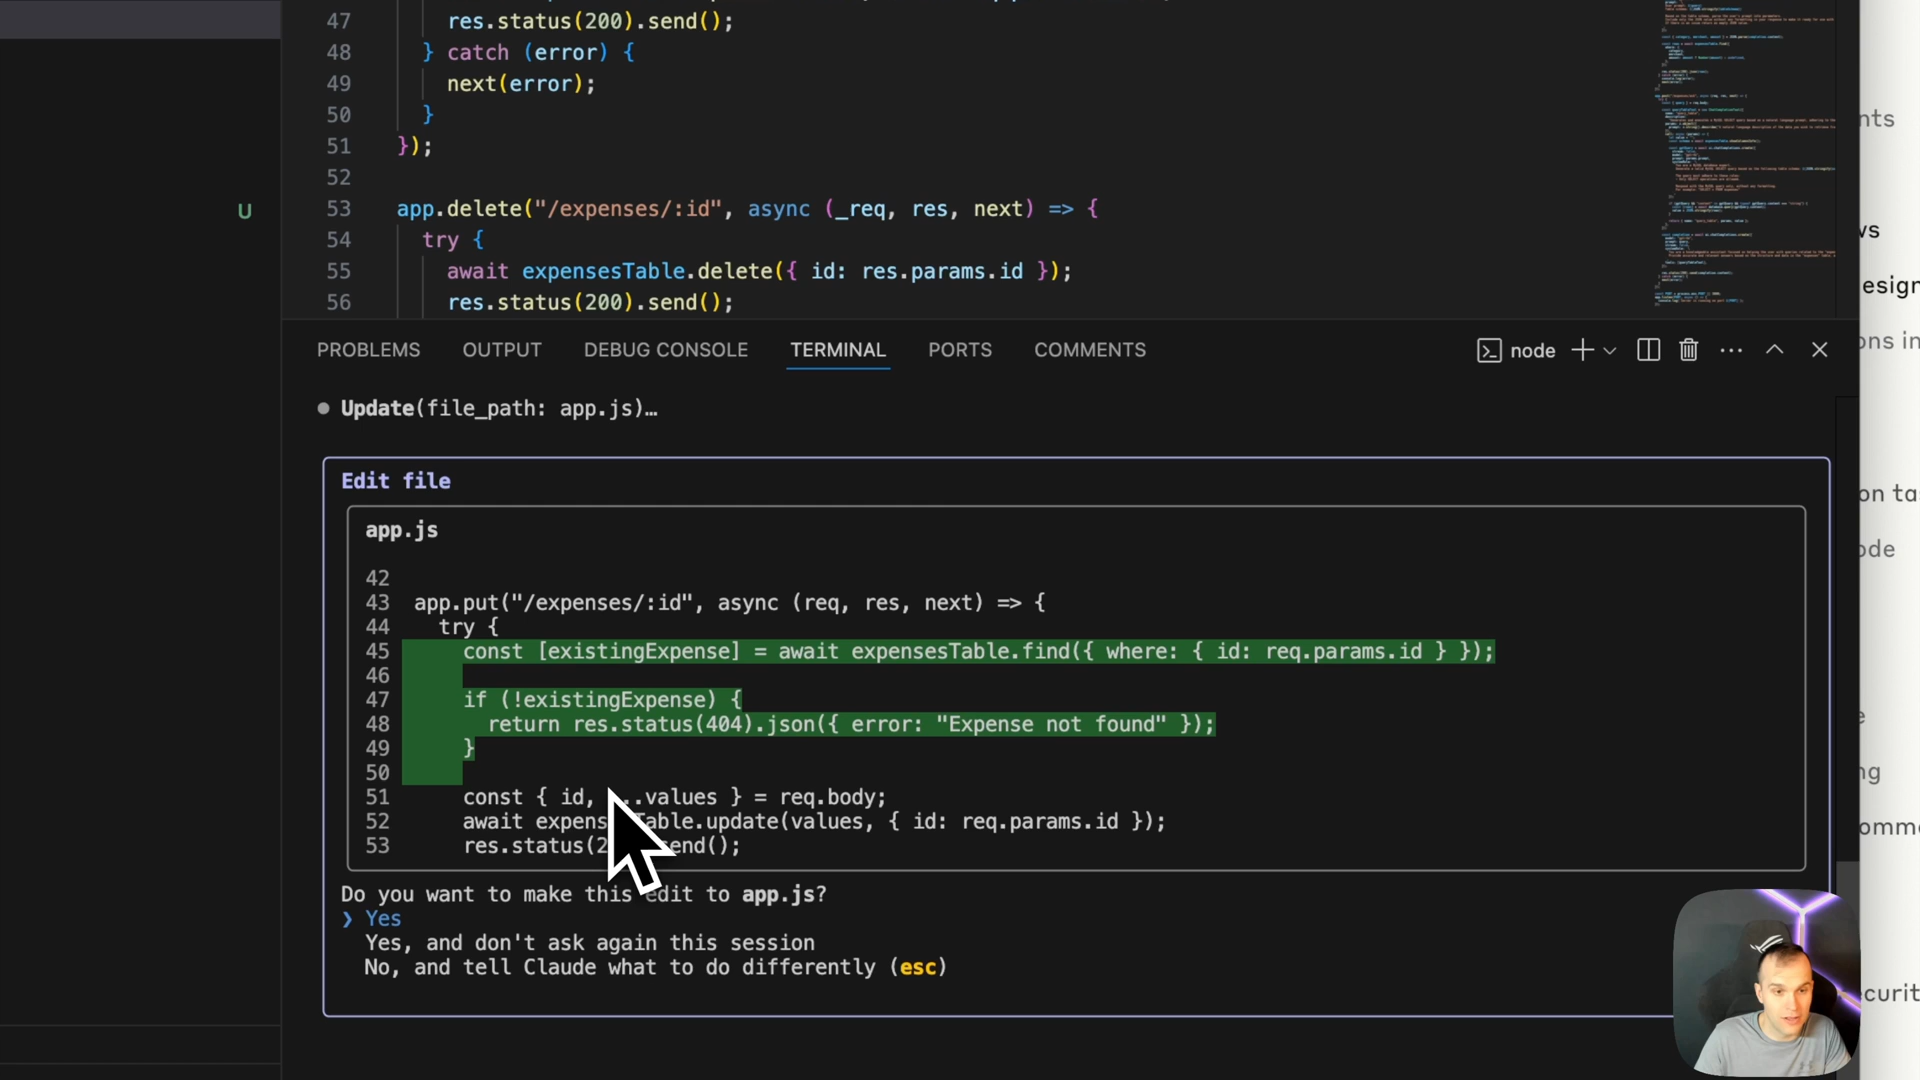 47 res.status(200).send();
48 } catch (error) {
49 next(error);
50 }
51 });
52
53 app.delete("/expenses/:id", async (_req, res, next) => {
54 try {
55 await expensesTable.delete({ id: res.params.id });
56 res.status(200).send();
U
nts
ws
esign
ons in
PROBLEMS OUTPUT DEBUG CONSOLE TERMINAL PORTS COMMENTS node
Update(file_path: app.js)…
Edit file
app.js
42
43 app.put("/expenses/:id", async (req, res, next) => {
44 try {
45 const [existingExpense] = await expensesTable.find({ where: { id: req.params.id } });
46
47 if (!existingExpense) {
48 return res.status(404).json({ error: "Expense not found" });
49 }
50
51 const { id, ..values } = req.body;
52 await expens Table.update(values, { id: req.params.id });
53 res.status(2 send();
Do you want to make this edit to app.js?
❯ Yes
Yes, and don't ask again this session
No, and tell Claude what to do differently (esc)
on tas
ode
e
ng
omme
curit